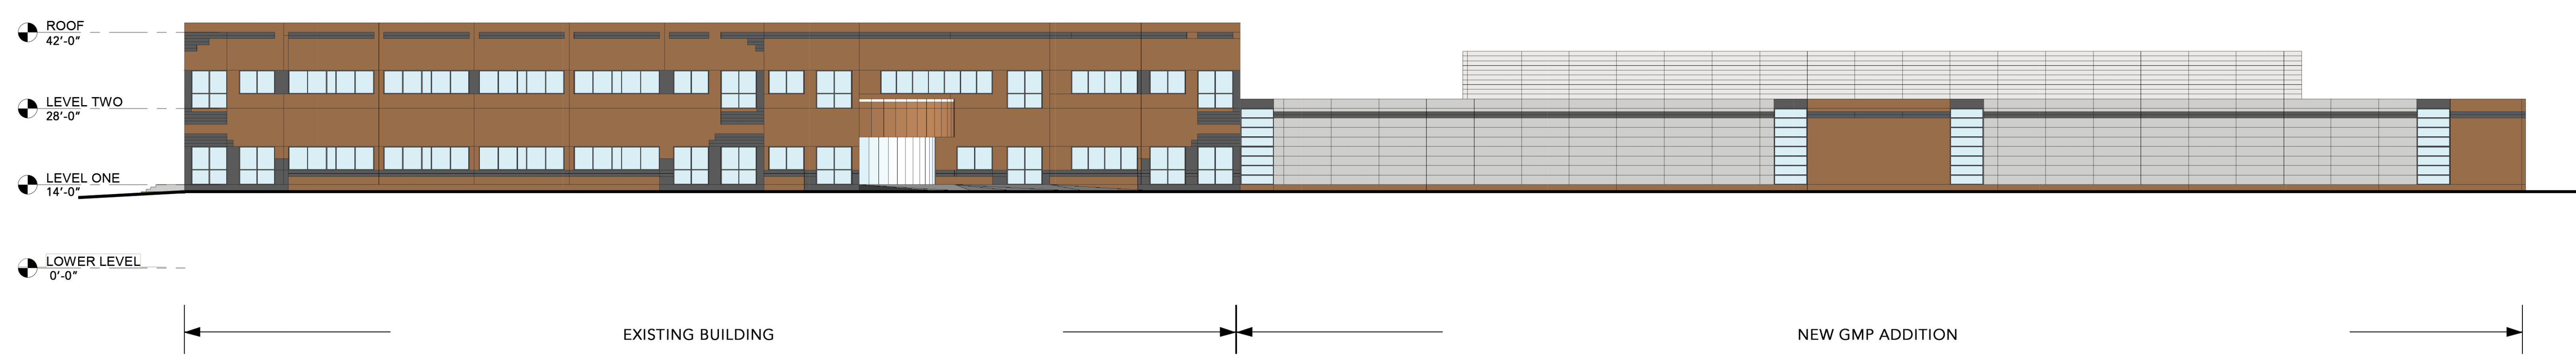 ROOF
42'-0"
LEVEL TWO
28'-0"
LEVEL ONE
14'-0"
LOWER LEVEL
0'-0"
EXISTING BUILDING
NEW GMP ADDITION